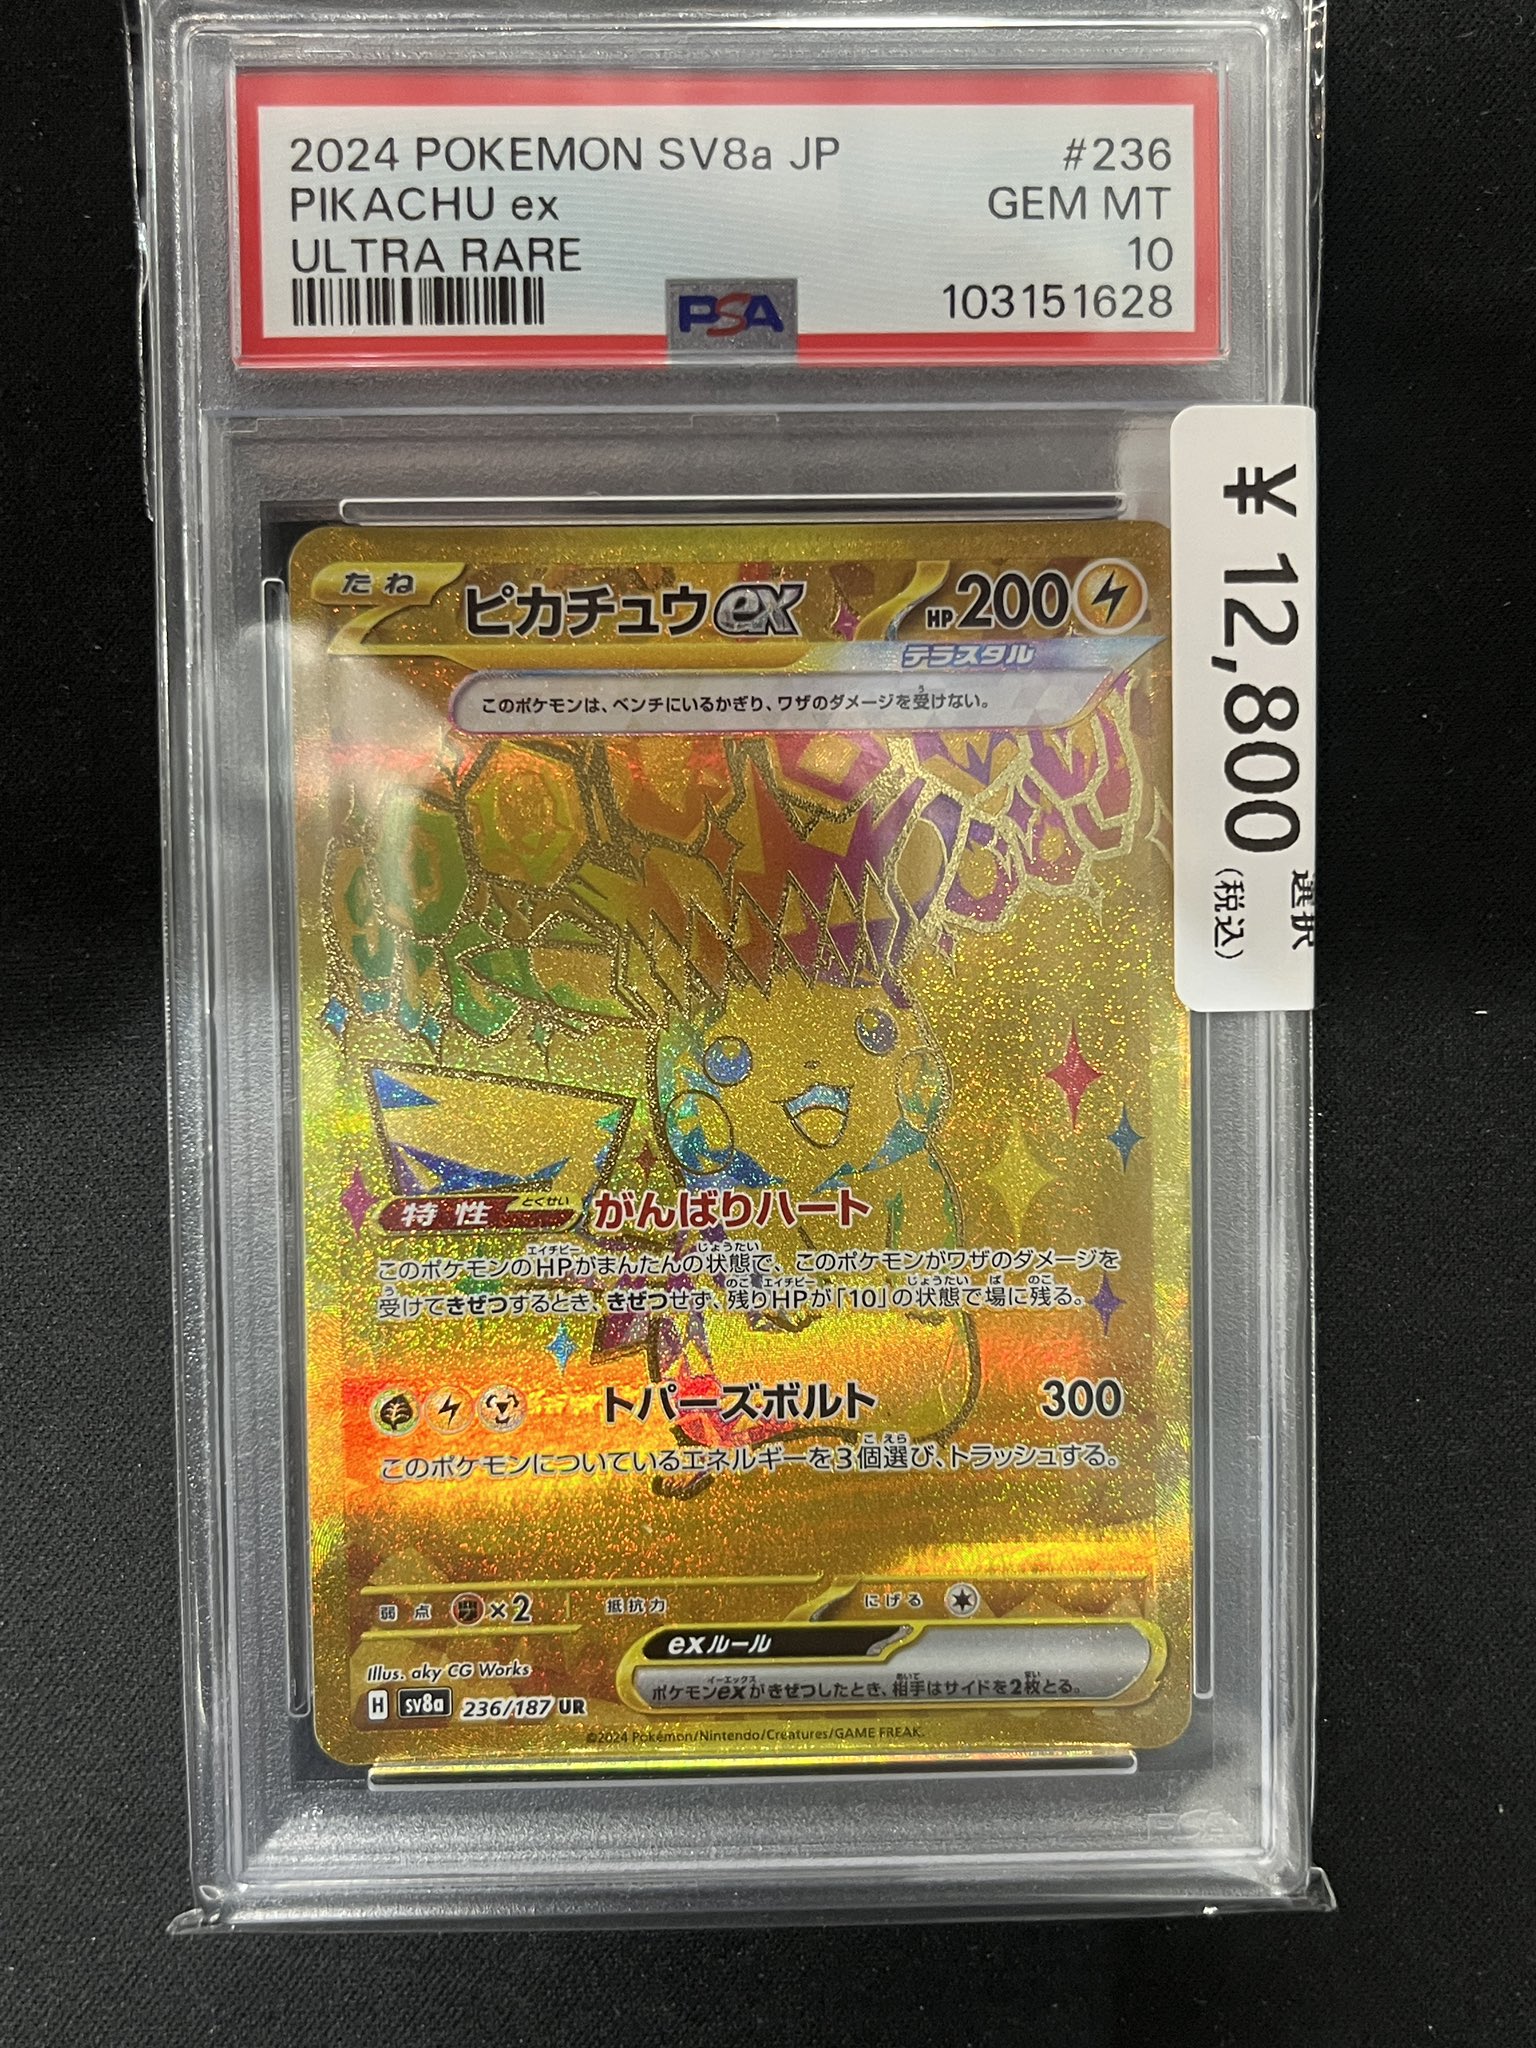 2024 POKEMON SV8a JP #236
PIKACHU ex GEM MT
ULTRA RARE 10
PSA 103151628
¥12,800
(税込)
選択
たね ピカチュウex HP200
テラスタル
このポケモンは、ベンチにいるかぎり、ワザのダメージを受けない。
特性 とくせい がんばりハート
このポケモンのHPがまんたんの状態で、このポケモンがワザのダメージを
受けてきぜつするとき、きぜつせず、残りHPが「10」の状態で場に残る。
トパーズボルト 300
このポケモンについているエネルギーを3個選び、トラッシュする。
弱点 ×2 抵抗力 にげる
exルール
ポケモンexがきぜつしたとき、相手はサイドを2枚とる。
Illus. aky CG Works
H sv8a 236/187 UR
©2024 Pokémon/Nintendo/Creatures/GAME FREAK.
PSA